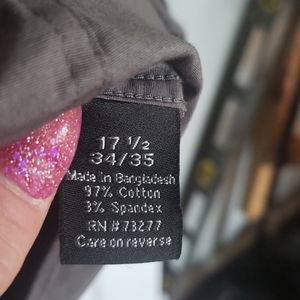 17 1/2
34/35
Made In Bangladesh
97% Cotton
3% Spandex
RN #73277
Care on reverse